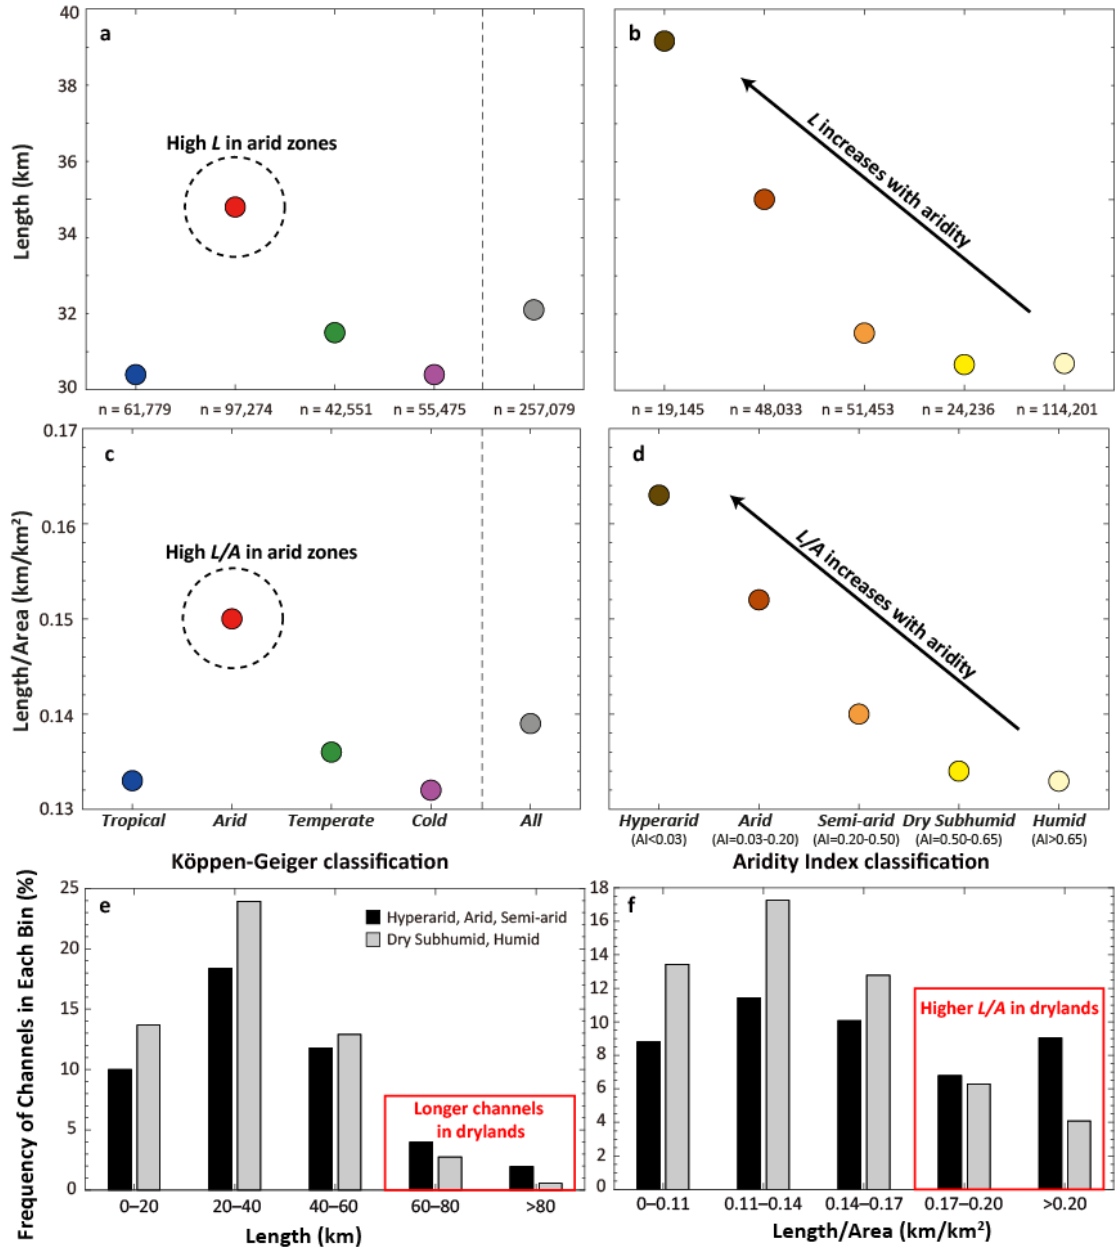 a
High L in arid zones
Length (km)
40
38
36
34
32
30
n = 61,779
n = 97,274
n = 42,551
n = 55,475
n = 257,079
b
L increases with aridity
n = 19,145
n = 48,033
n = 51,453
n = 24,236
n = 114,201
c
High L/A in arid zones
Length/Area (km/km²)
0.17
0.16
0.15
0.14
0.13
Tropical
Arid
Temperate
Cold
All
Köppen-Geiger classification
d
L/A increases with aridity
Hyperarid
(AI<0.03)
Arid
(AI=0.03-0.20)
Semi-arid
(AI=0.20-0.50)
Dry Subhumid
(AI=0.50-0.65)
Humid
(AI>0.65)
Aridity Index classification
e
Frequency of Channels in Each Bin (%)
25
20
15
10
5
0
Hyperarid, Arid, Semi-arid
Dry Subhumid, Humid
Longer channels
in drylands
0–20
20–40
40–60
60–80
>80
Length (km)
f
18
16
14
12
10
8
6
4
2
0
Higher L/A in drylands
0–0.11
0.11–0.14
0.14–0.17
0.17–0.20
>0.20
Length/Area (km/km²)